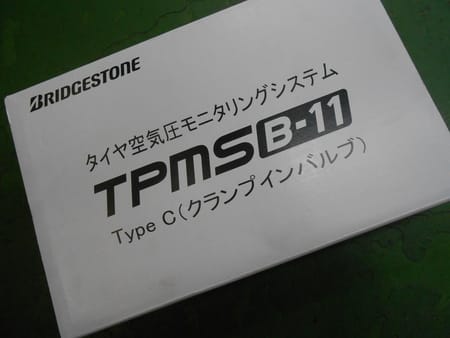 BRIDGESTONE
タイヤ空気圧モニタリングシステム
TPMS B-11
Type C(クランプインバルブ)